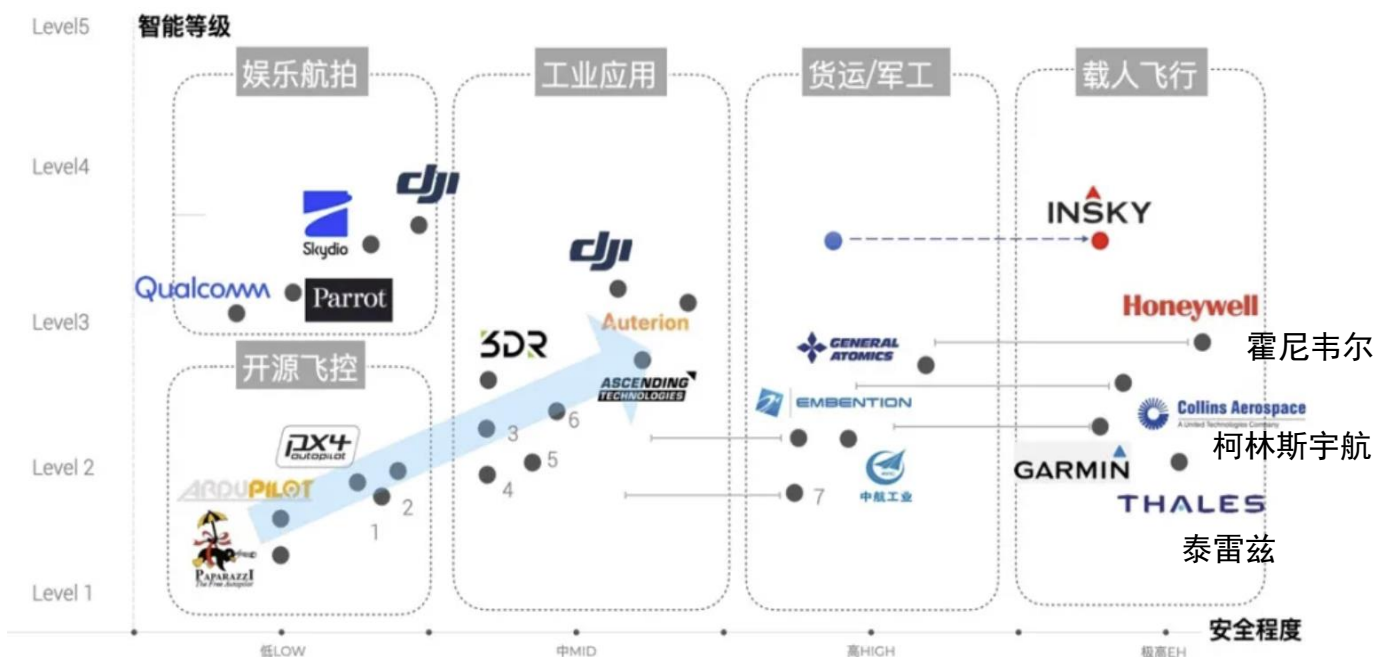 Level5
智能等级
娱乐航拍
工业应用
货运/军工
载人飞行
Level4
dji
Skydio
INSKY
dji
Qualcomm
Parrot
Honeywell
Level3
Auterion
3DR
GENERAL
ATOMICS
霍尼韦尔
开源飞控
ASCENDING
TECHNOLOGIES
EMBENTION
Collins Aerospace
A United Technologies Company
6
3
px4
autopilot
柯林斯宇航
Level 2
5
GARMIN
4
ARDUPILOT
中航工业
7
2
THALES
1
PAPARAZZI
The Free Autopilot
泰雷兹
Level 1
安全程度
低LOW
中MID
高HIGH
极高EH